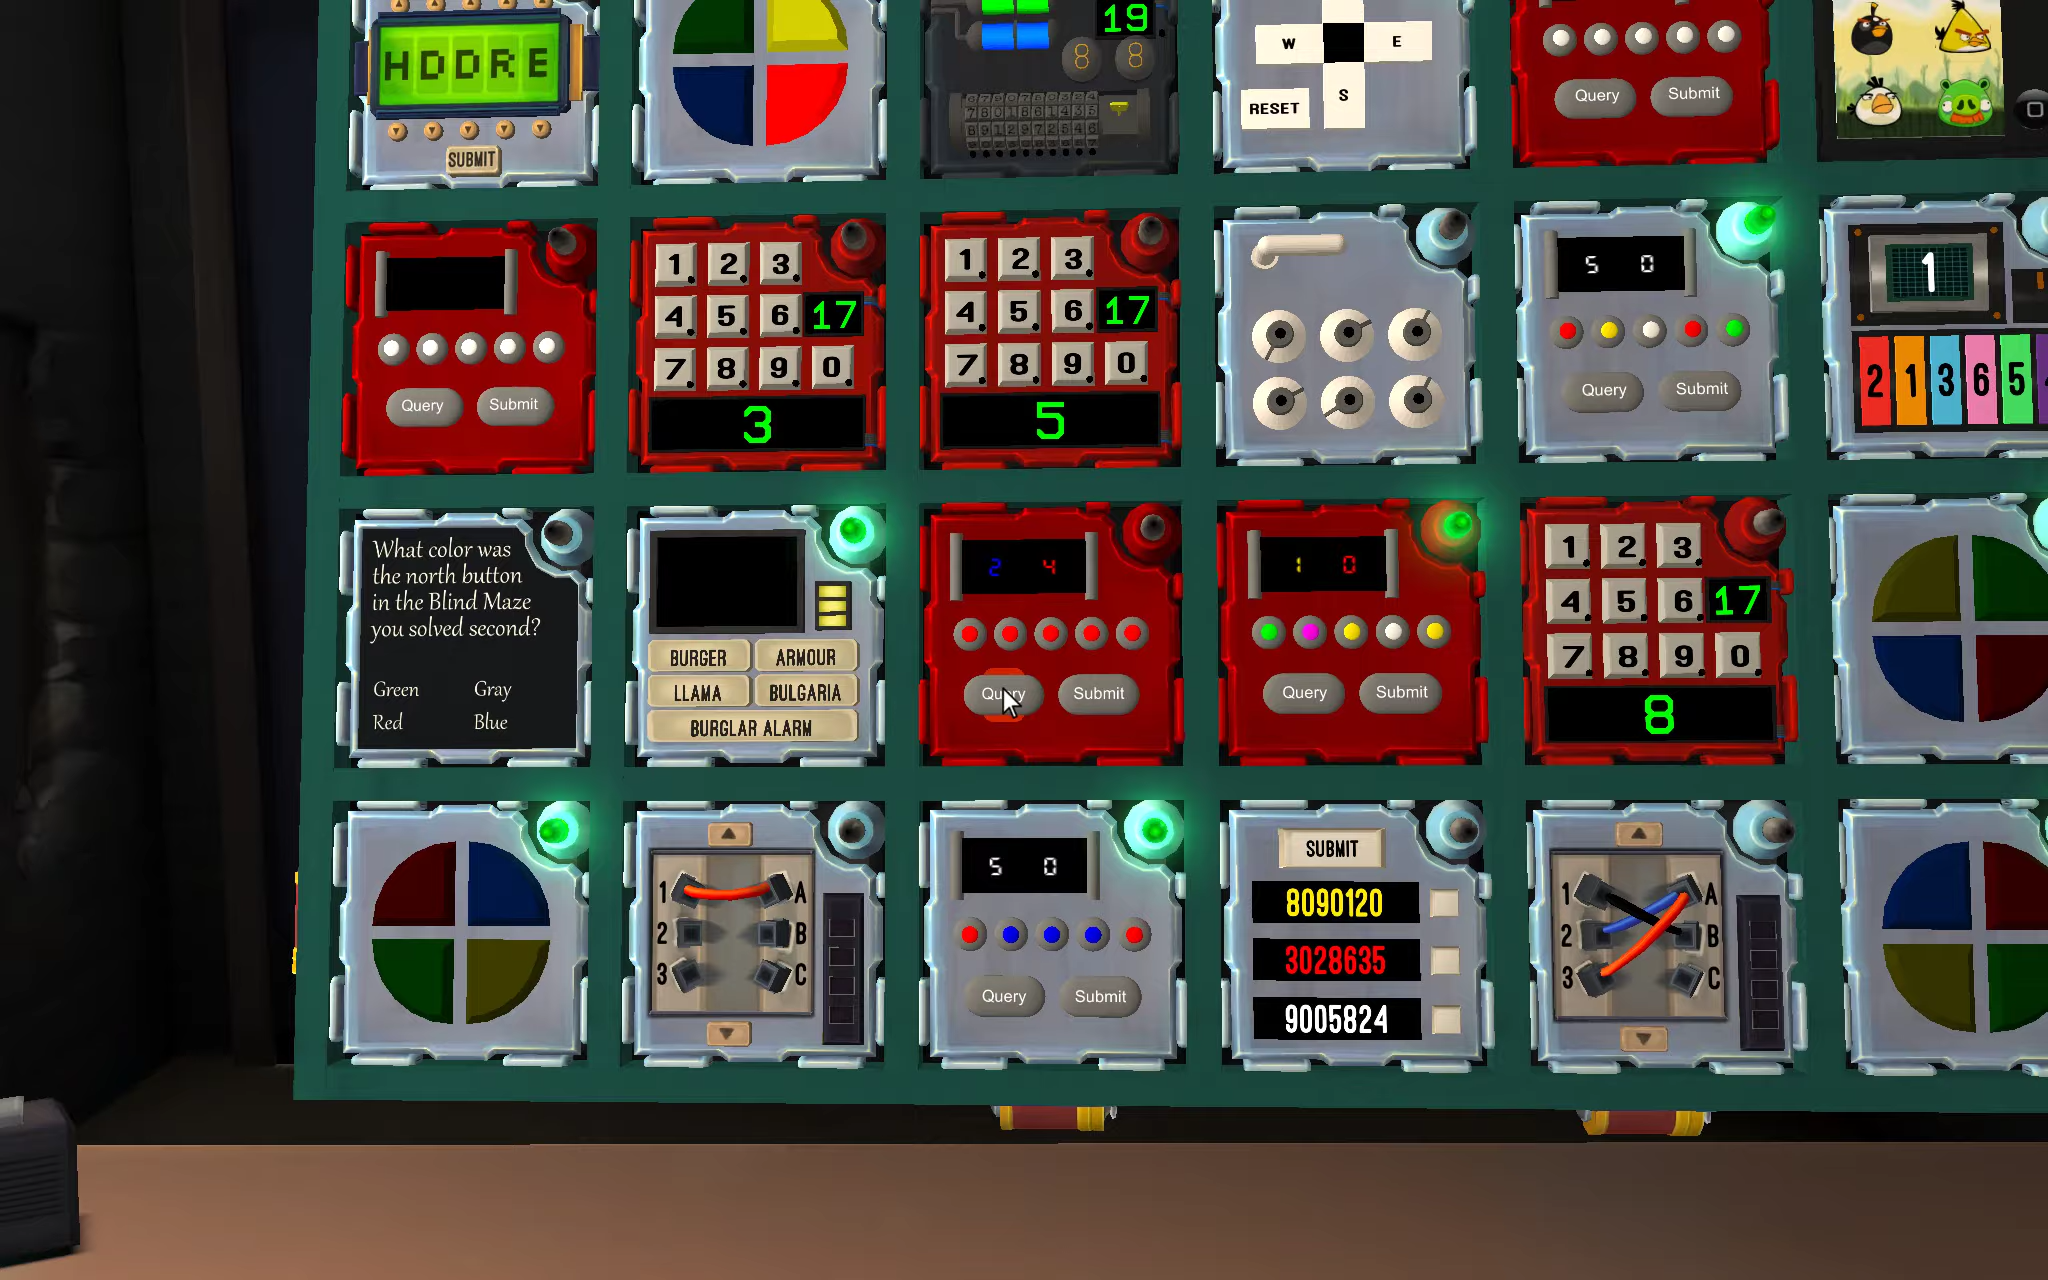 HDDRE
SUBMIT
19
8 8
W E
S
RESET
Query Submit
1 2 3
4 5 6 17
7 8 9 0
3
1 2 3
4 5 6 17
7 8 9 0
5
5 0
Query Submit
Query Submit
1
2 1 3 6 5
What color was
the north button
in the Blind Maze
you solved second?
Green Gray
Red Blue
BURGER ARMOUR
LLAMA BULGARIA
BURGLAR ALARM
2 4
Query Submit
1 0
Query Submit
1 2 3
4 5 6 17
7 8 9 0
8
1 A
2 B
3 C
5 0
Query Submit
SUBMIT
8090120
3028635
9005824
1 A
2 B
3 C